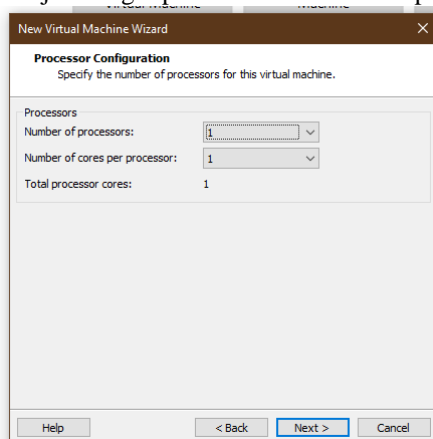 New Virtual Machine Wizard
Processor Configuration
Specify the number of processors for this virtual machine.
Processors
Number of processors: 1
Number of cores per processor: 1
Total processor cores: 1
Help < Back Next > Cancel